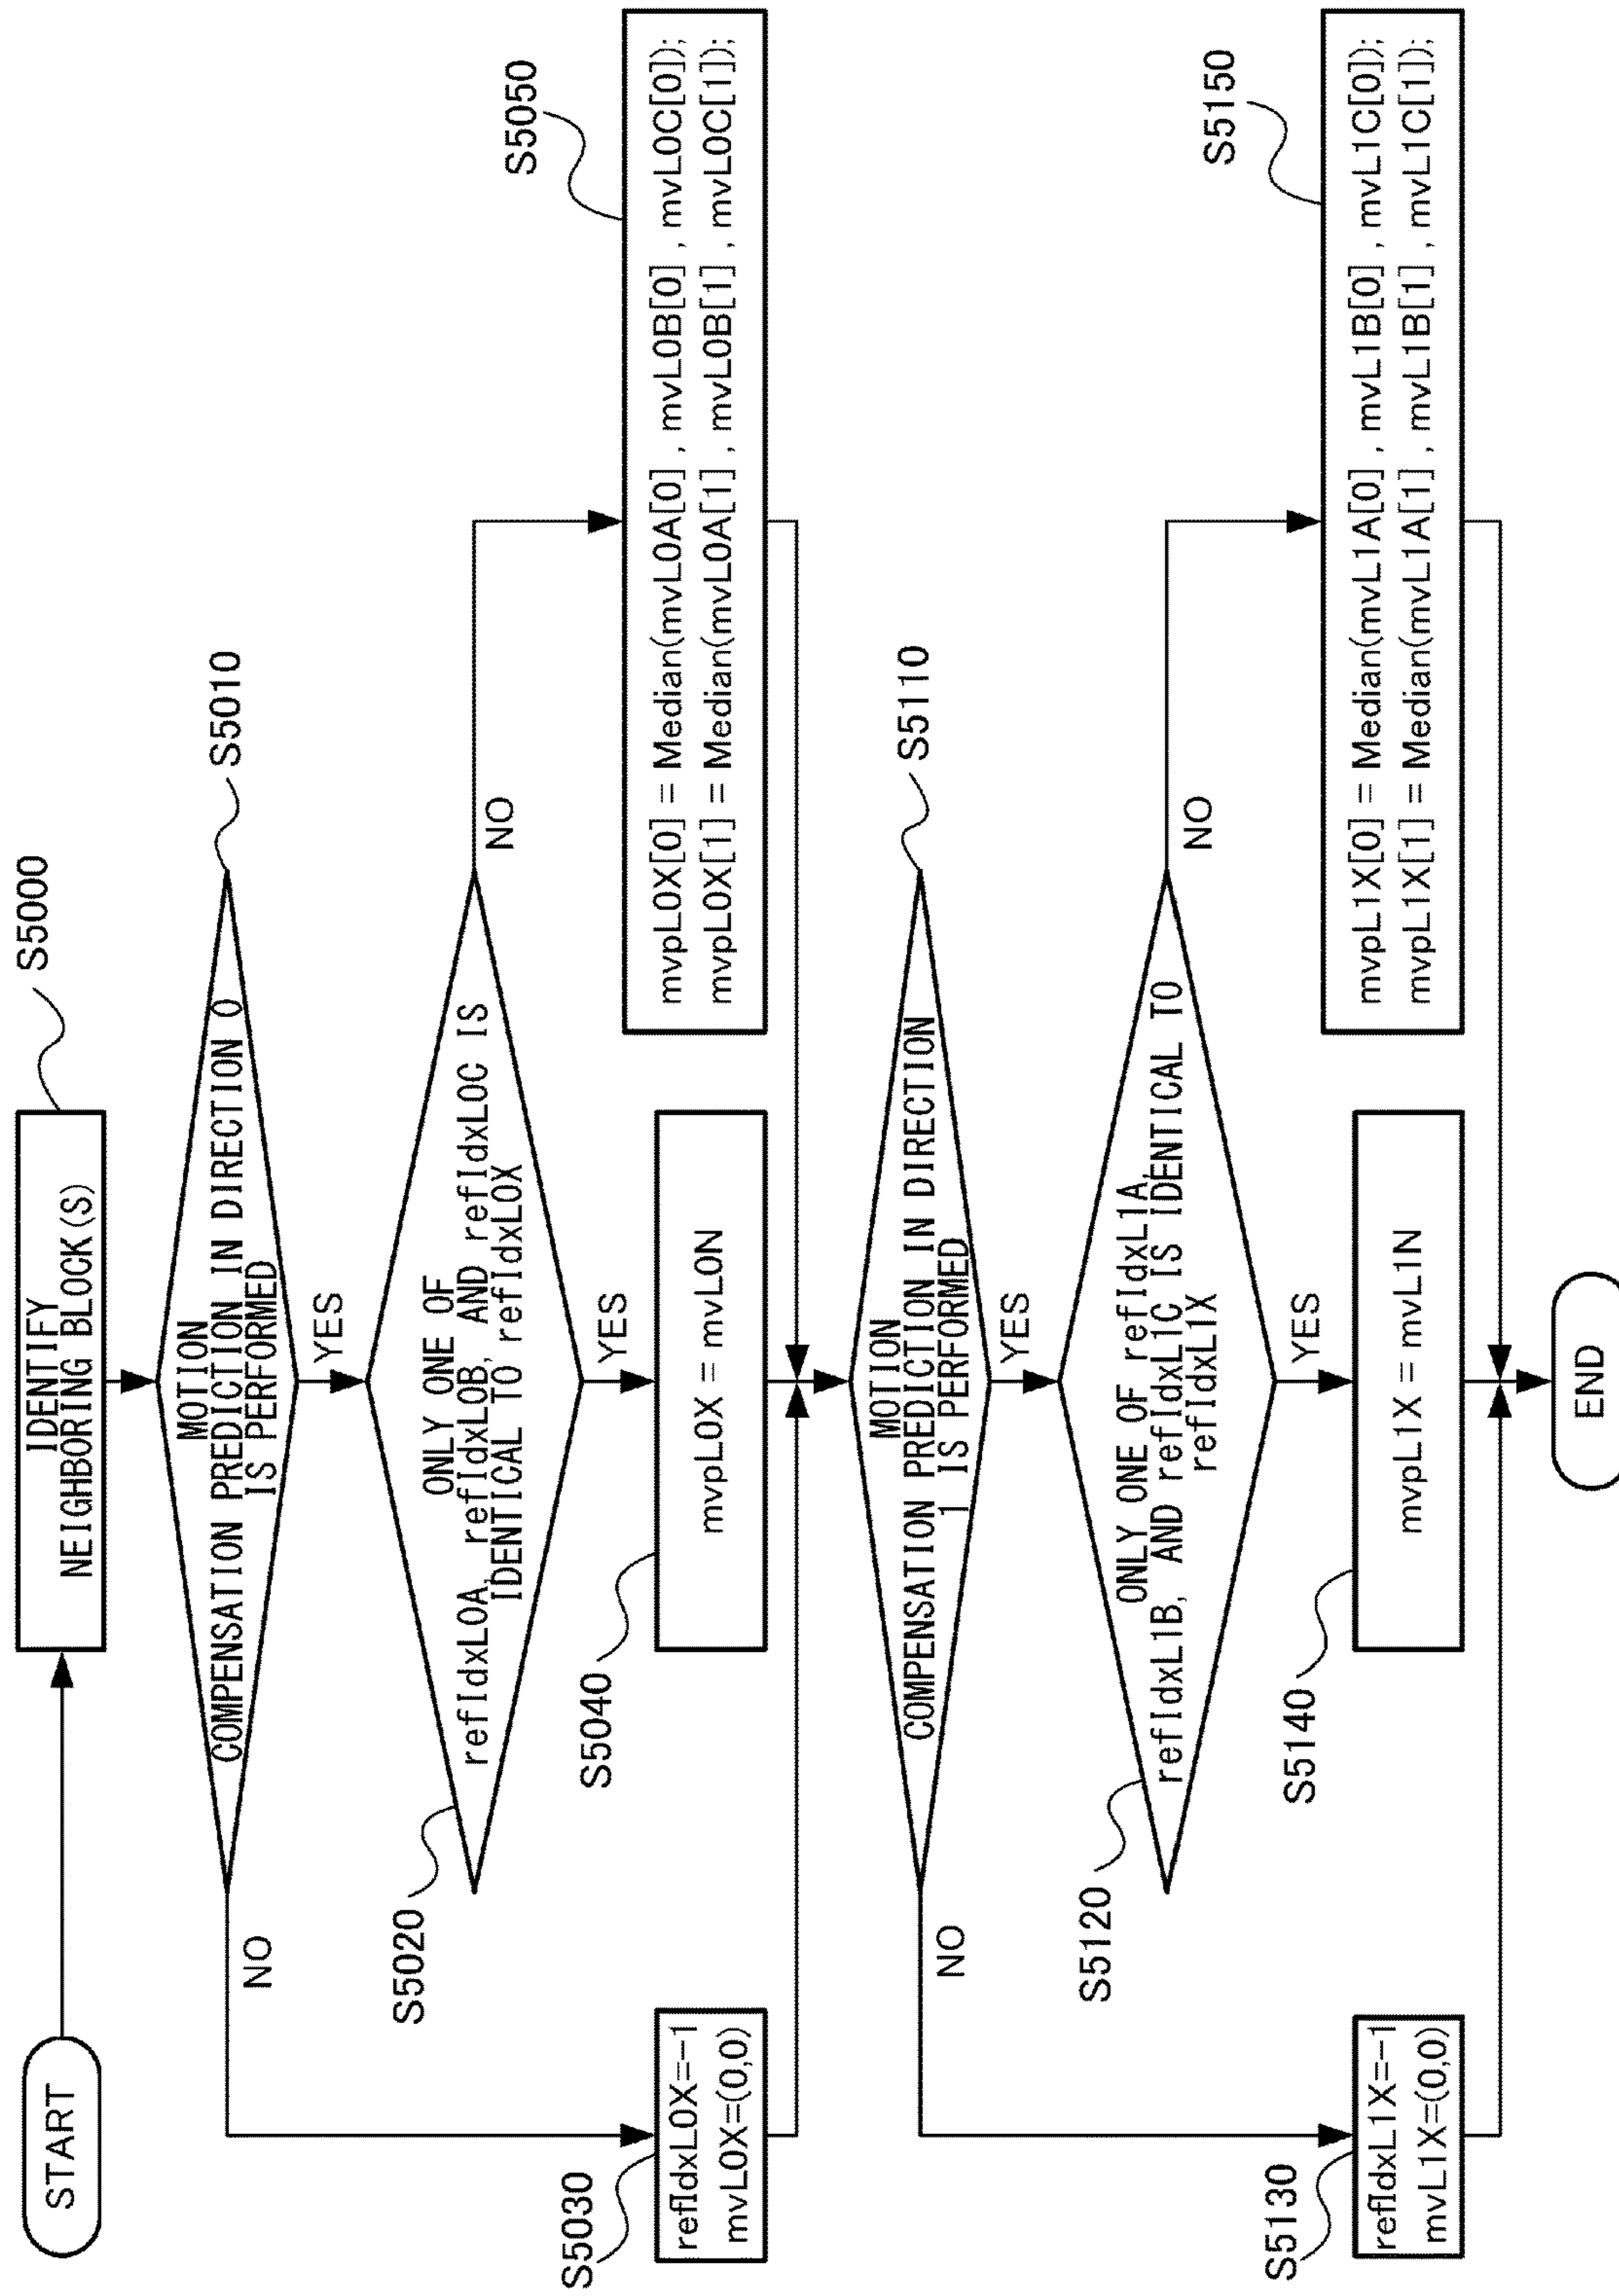 START
IDENTIFY
NEIGHBORING BLOCK(S)
S5000
MOTION
COMPENSATION PREDICTION IN DIRECTION 0
IS PERFORMED
S5010
NO
YES
S5020
ONLY ONE OF
refIdxL0A, refIdxL0B, AND refIdxL0C IS
IDENTICAL TO refIdxL0X
NO
YES
S5030
refIdxL0X=-1
mvL0X=(0,0)
S5040
mvpL0X = mvL0N
S5050
mvpL0X[0] = Median(mvL0A[0] , mvL0B[0] , mvL0C[0]);
mvpL0X[1] = Median(mvL0A[1] , mvL0B[1] , mvL0C[1]);
MOTION
COMPENSATION PREDICTION IN DIRECTION
1 IS PERFORMED
S5110
NO
YES
S5120
ONLY ONE OF refIdxL1A,
refIdxL1B, AND refIdxL1C IS IDENTICAL TO
refIdxL1X
NO
YES
S5130
refIdxL1X=-1
mvL1X=(0,0)
S5140
mvpL1X = mvL1N
S5150
mvpL1X[0] = Median(mvL1A[0] , mvL1B[0] , mvL1C[0]);
mvpL1X[1] = Median(mvL1A[1] , mvL1B[1] , mvL1C[1]);
END